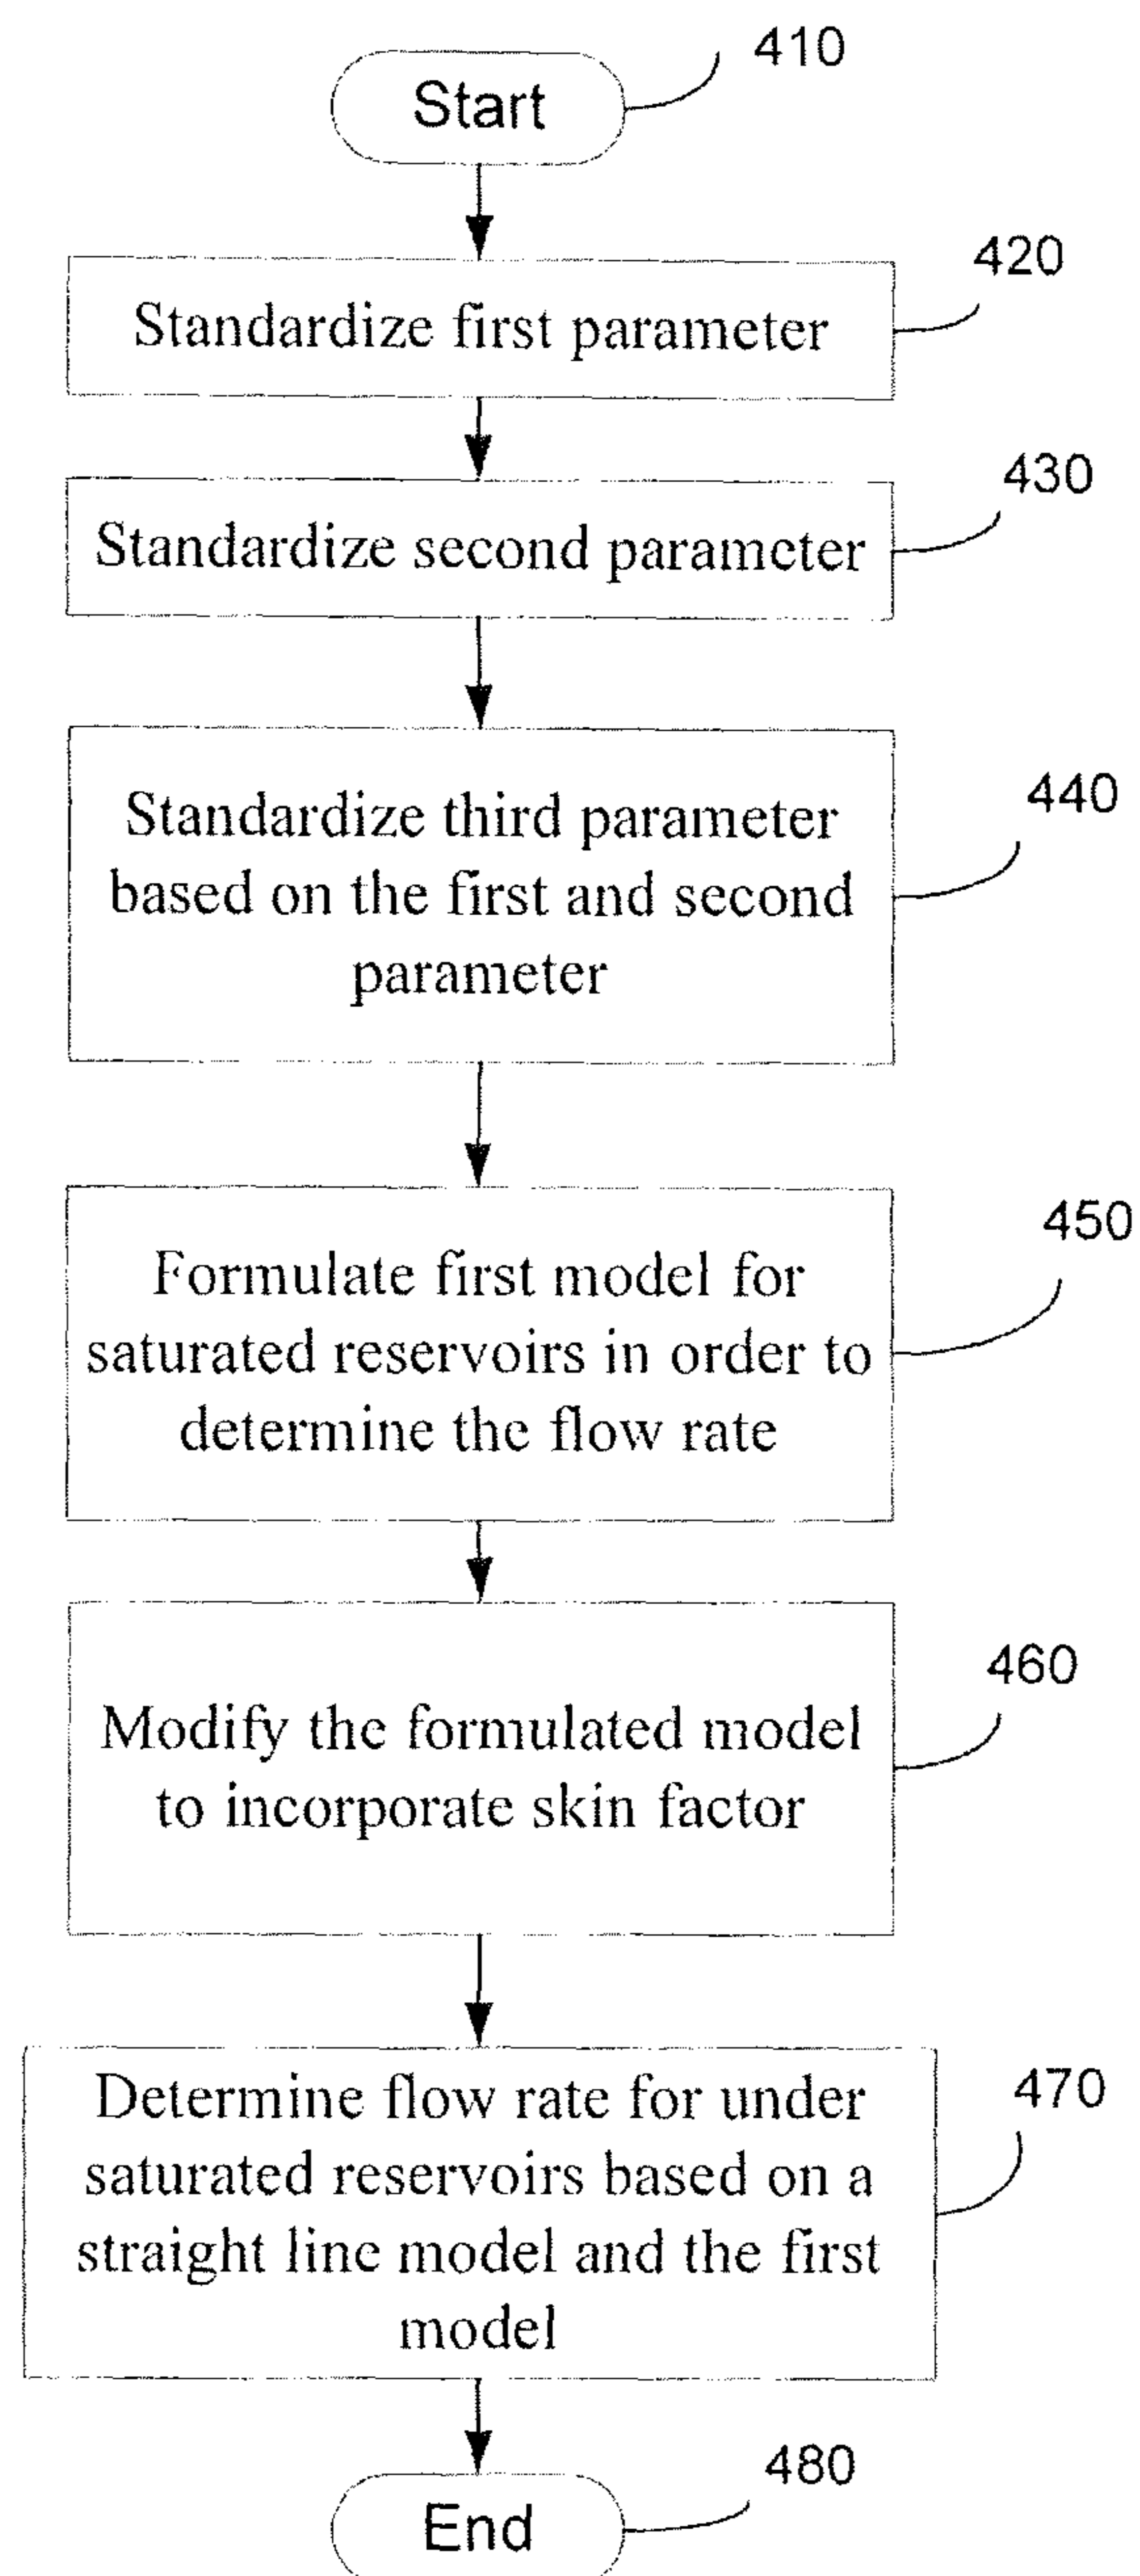 410
Start
420
Standardize first parameter
430
Standardize second parameter
440
Standardize third parameter
based on the first and second
parameter
450
Formulate first model for
saturated reservoirs in order to
determine the flow rate
460
Modify the formulated model
to incorporate skin factor
470
Determine flow rate for under
saturated reservoirs based on a
straight line model and the first
model
480
End